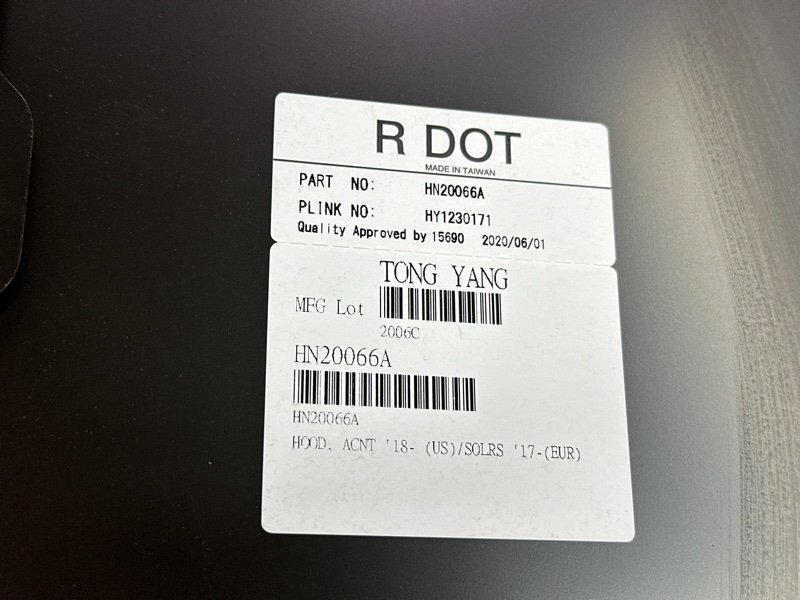 R DOT
MADE IN TAIWAN
PART NO: HN20066A
PLINK NO: HY1230171
Quality Approved by 15690 2020/06/01
TONG YANG
MFG Lot
2006C
HN20066A
HN20066A
HOOD, ACNT '18- (US)/SOLRS '17-(EUR)